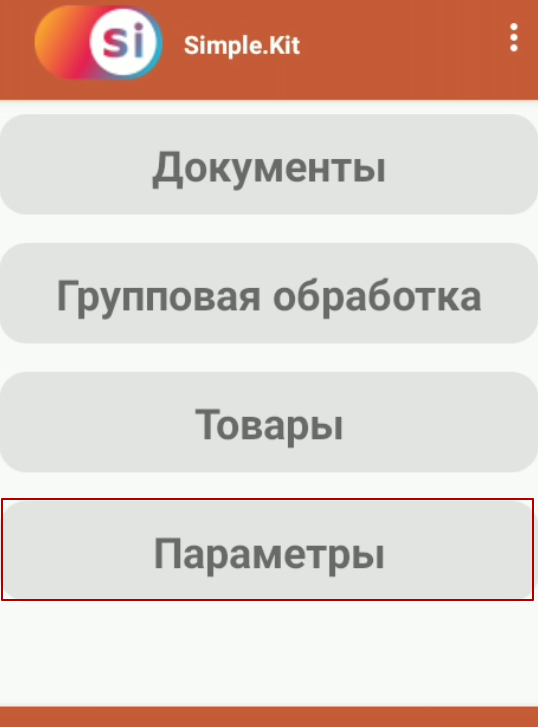 si Simple.Kit
Документы
Групповая обработка
Товары
Параметры